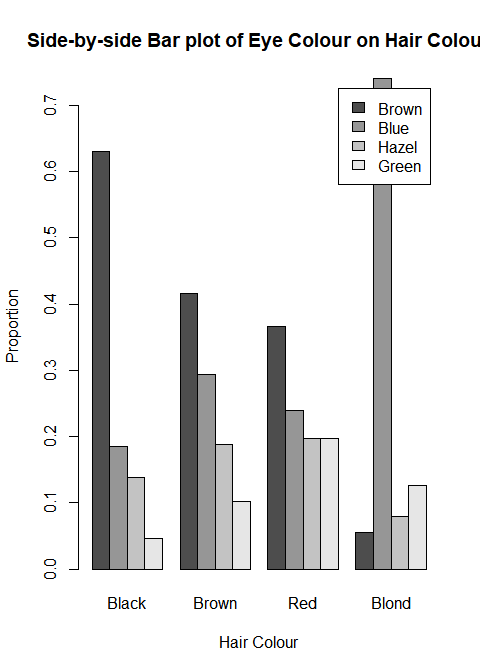 Side-by-side Bar plot of Eye Colour on Hair Colou
0.7
0.6
0.5
0.4
0.3
0.2
0.1
0.0
Proportion
Brown
Blue
Hazel
Green
Black Brown Red Blond
Hair Colour